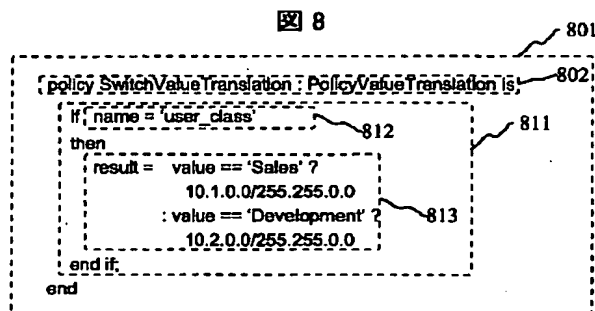 図 8
801
policy SwitchValueTranslation : PolicyValueTranslation is
802
If name = 'user_class'
812
811
then
result = value == 'Sales' ?
10.1.0.0/255.255.0.0
: value == 'Development' ?
813
10.2.0.0/255.255.0.0
end if;
end